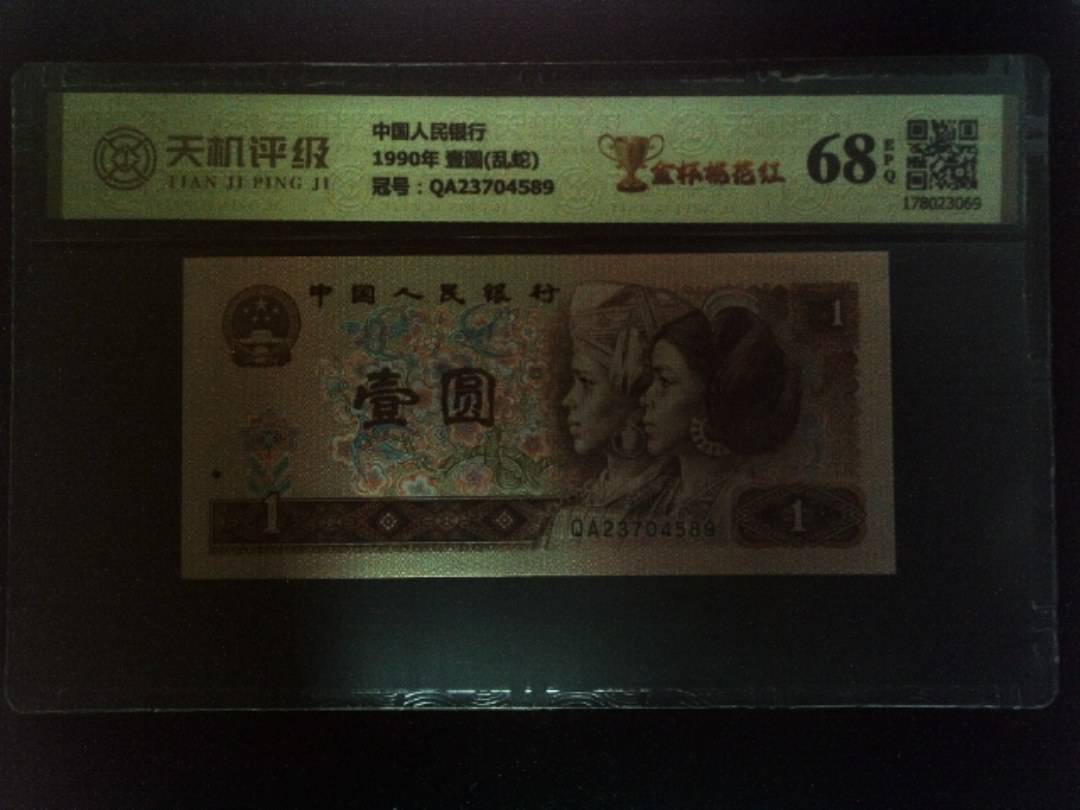 天机评级
TIAN JI PING JI
中国人民银行
1990年 壹圆(乱蛇)
冠号：QA23704589
金杯桃花红
68
EPQ
178023069
中国人民银行
1
壹圆
1
QA23704589
1